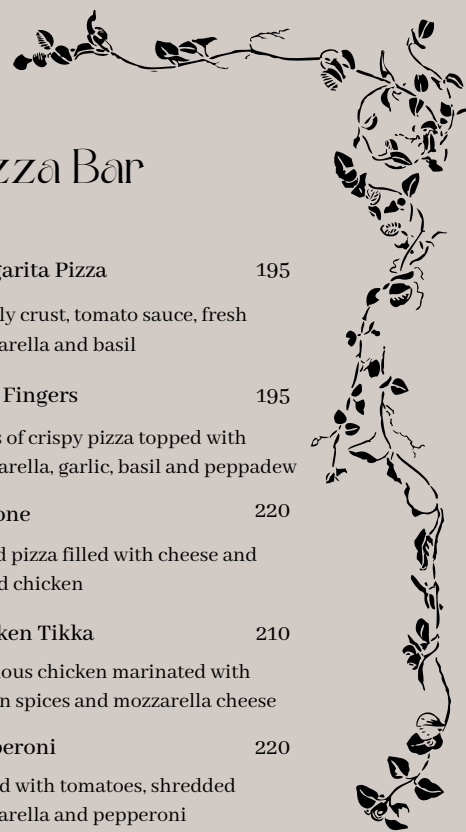 zza Bar
garita Pizza 195
ly crust, tomato sauce, fresh
arella and basil
Fingers 195
s of crispy pizza topped with
arella, garlic, basil and peppadew
one 220
d pizza filled with cheese and
d chicken
ken Tikka 210
ious chicken marinated with
n spices and mozzarella cheese
peroni 220
d with tomatoes, shredded
arella and pepperoni